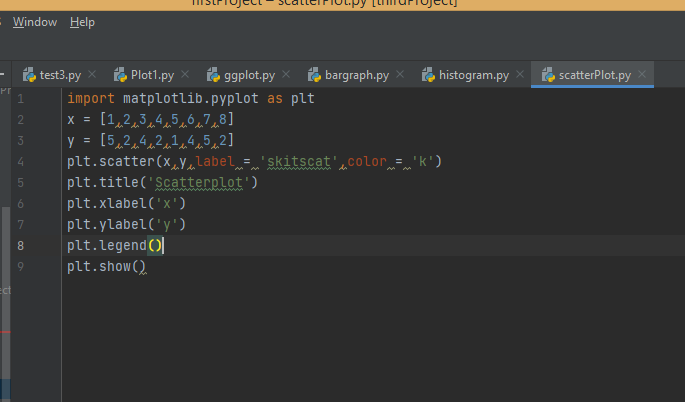 firstProject – scatterPlot.py [thirdProject]
Window Help
test3.py Plot1.py ggplot.py bargraph.py histogram.py scatterPlot.py
1 import matplotlib.pyplot as plt
2 x = [1,2,3,4,5,6,7,8]
3 y = [5,2,4,2,1,4,5,2]
4 plt.scatter(x,y,label = 'skitscat',color = 'k')
5 plt.title('Scatterplot')
6 plt.xlabel('x')
7 plt.ylabel('y')
8 plt.legend()
9 plt.show()